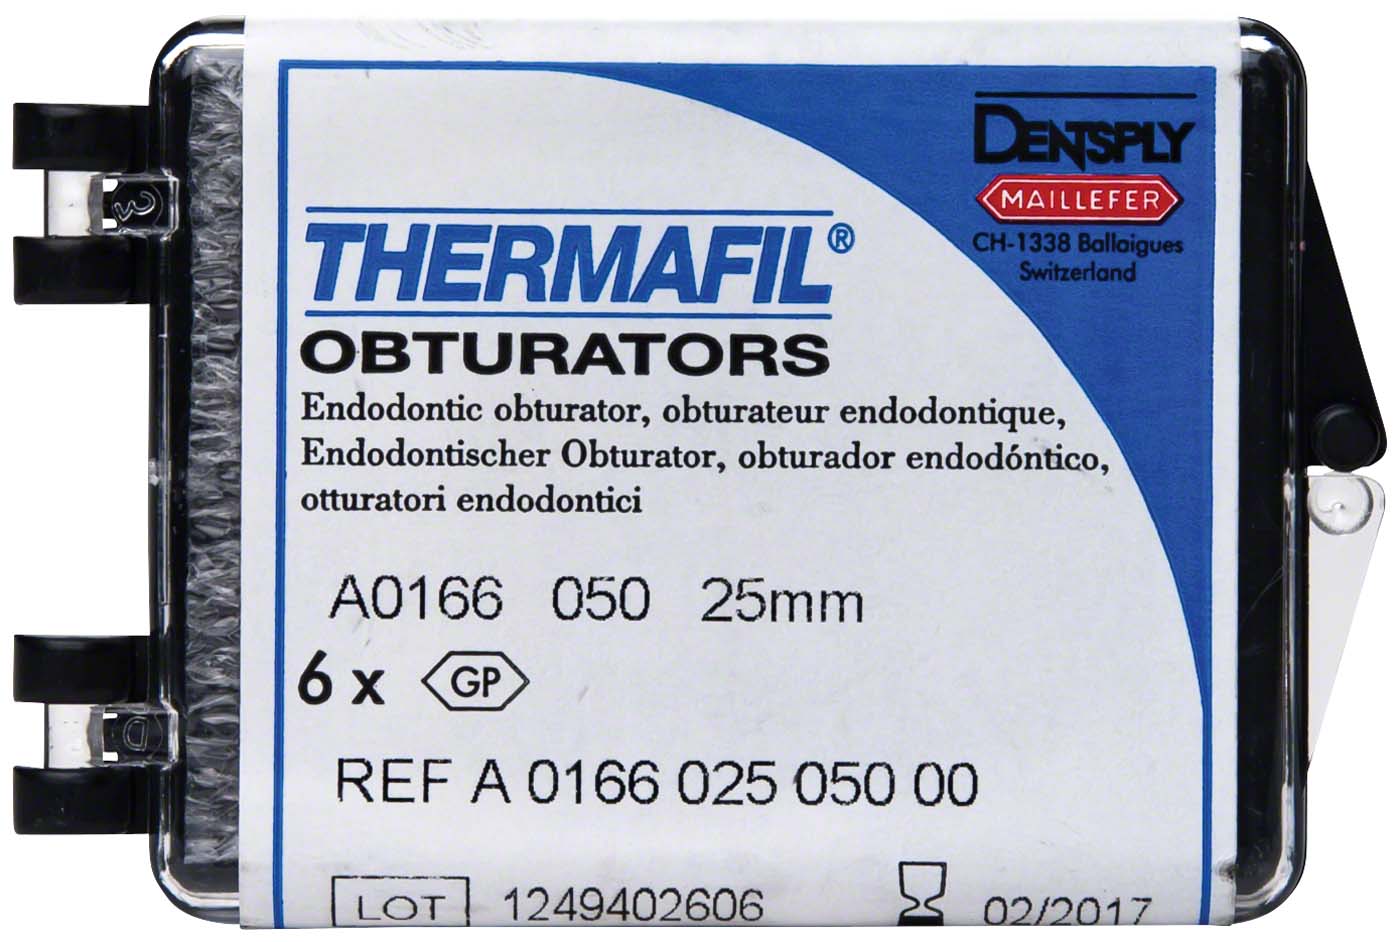 DENTSPLY
MAILLEFER
CH-1338 Ballaigues
Switzerland
THERMAFIL®
OBTURATORS
Endodontic obturator, obturateur endodontique,
Endodontischer Obturator, obturador endodóntico,
otturatori endodontici
A0166 050 25mm
6 x GP
REF A 0166 025 050 00
LOT 1249402606 02/2017